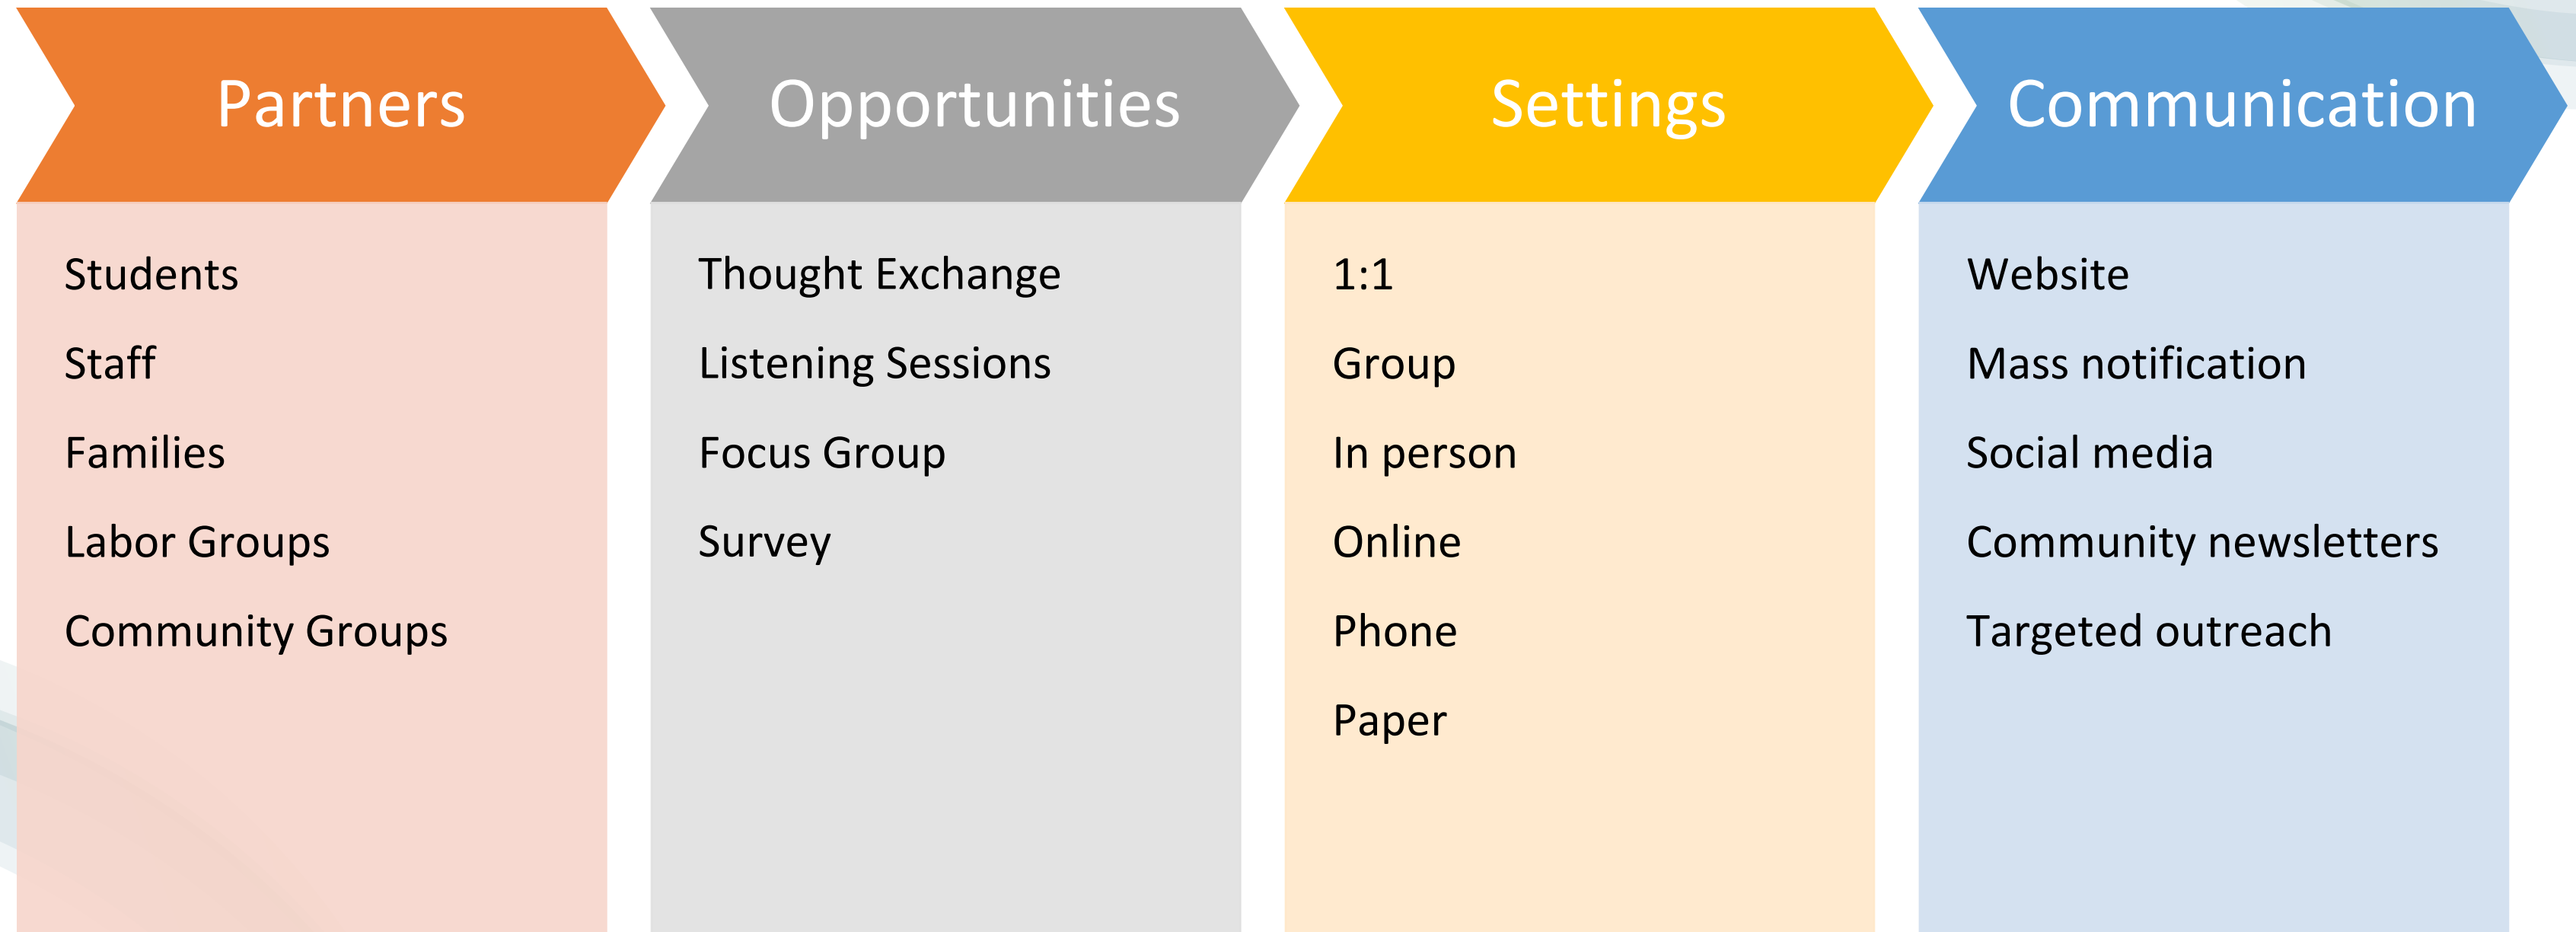 Partners
Students
Staff
Families
Labor Groups
Community Groups
Opportunities
Thought Exchange
Listening Sessions
Focus Group
Survey
Settings
1:1
Group
In person
Online
Phone
Paper
Communication
Website
Mass notification
Social media
Community newsletters
Targeted outreach